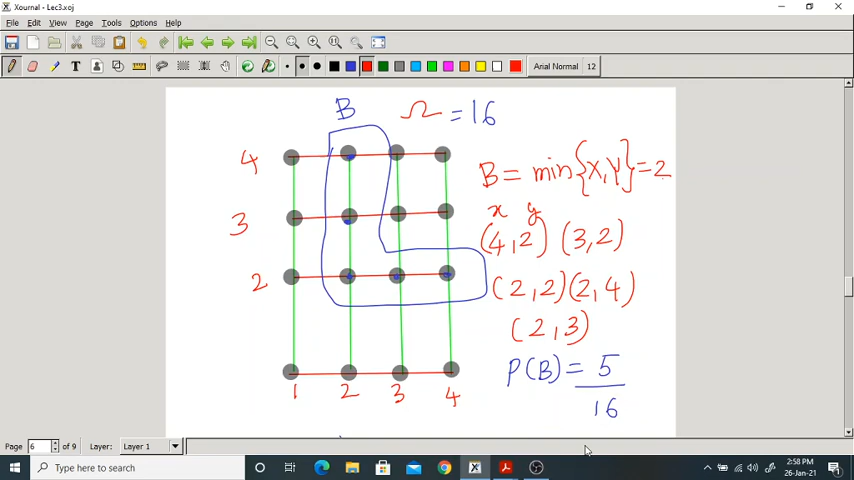 Xournal - Lec3.xoj
File Edit View Page Tools Options Help
Arial Normal 12
B Ω = 16
4
B = min{X,Y} = 2
x y
3 (4,2) (3,2)
2 (2,2) (2,4)
(2,3)
P(B) = 5/16
1 2 3 4
Page 6 of 9 Layer: Layer 1
Type here to search
2:58 PM
26-Jan-21